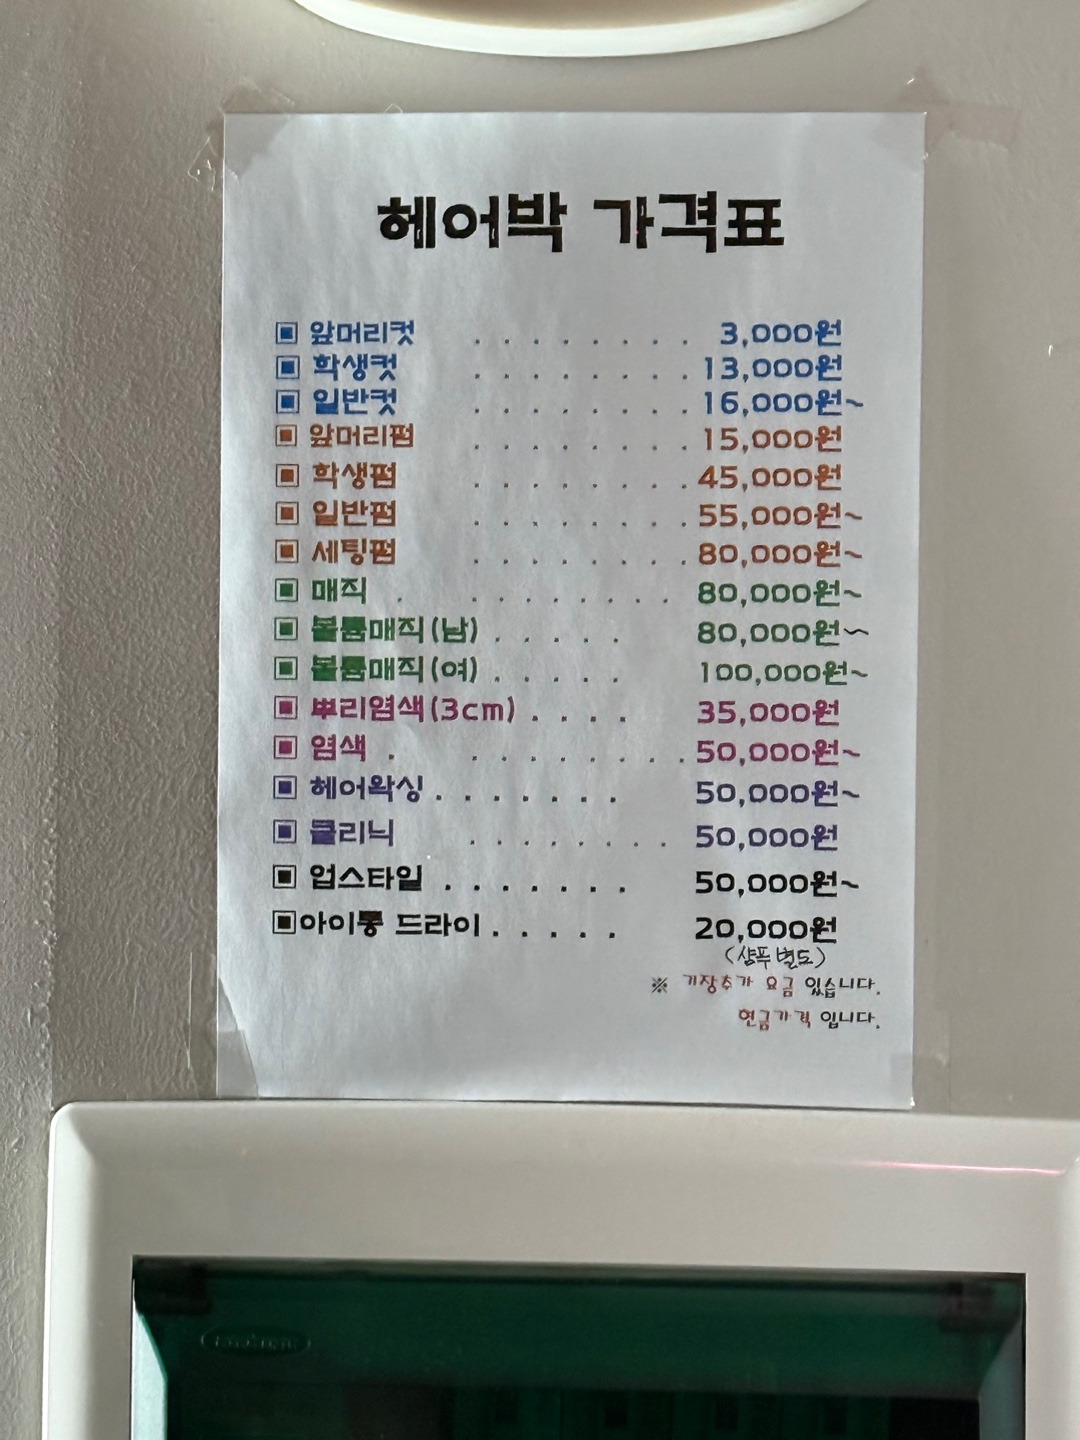 헤어박 가격표
▣ 앞머리컷 . . . . . . . . 3,000원
▣ 학생컷 . . . . . . . . 13,000원
▣ 일반컷 . . . . . . . . 16,000원~
▣ 앞머리펌 . . . . . . . . 15,000원
▣ 학생펌 . . . . . . . . 45,000원
▣ 일반펌 . . . . . . . . 55,000원~
▣ 세팅펌 . . . . . . . . 80,000원~
▣ 매직 . . . . . . . . 80,000원~
▣ 볼륨매직(남) . . . . . 80,000원~
▣ 볼륨매직(여) . . . . . 100,000원~
▣ 뿌리염색(3cm) . . . . 35,000원
▣ 염색 . . . . . . . . . 50,000원~
▣ 헤어왁싱 . . . . . . . 50,000원~
▣ 클리닉 . . . . . . . 50,000원
▣ 업스타일 . . . . . . . 50,000원~
▣아이롱 드라이 . . . . . 20,000원
(샴푸 별도)
※ 기장추가 요금 있습니다.
현금가격 입니다.